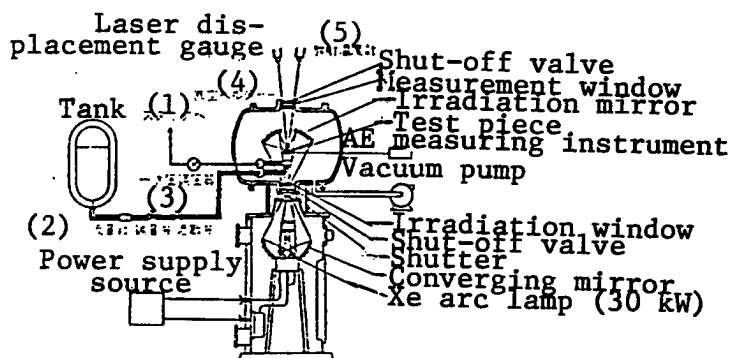 Laser dis-
placement gauge
(5)
Shut-off valve
(4)
Measurement window
Irradiation mirror
Tank
(1)
Test piece
AE measuring instrument
Vacuum pump
(3)
(2)
Irradiation window
Shut-off valve
Shutter
Power supply
source
Converging mirror
Xe arc lamp (30 kW)